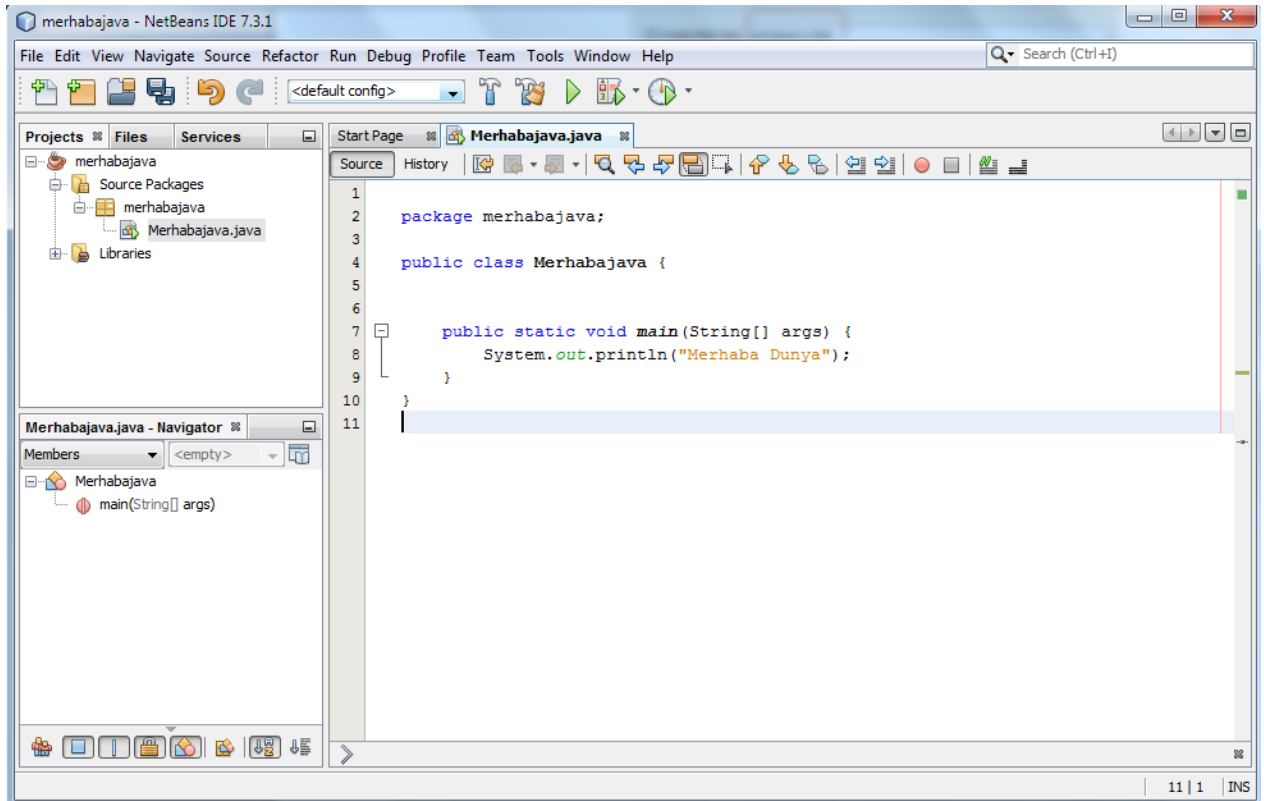 merhabajava - NetBeans IDE 7.3.1
File Edit View Navigate Source Refactor Run Debug Profile Team Tools Window Help
Search (Ctrl+I)
<default config>
Projects Files Services
merhabajava
Source Packages
merhabajava
Merhabajava.java
Libraries
Merhabajava.java - Navigator
Members <empty>
Merhabajava
main(String[] args)
Start Page Merhabajava.java
Source History
1
2 package merhabajava;
3
4 public class Merhabajava {
5
6
7 public static void main(String[] args) {
8 System.out.println("Merhaba Dunya");
9 }
10 }
11
11 | 1 INS